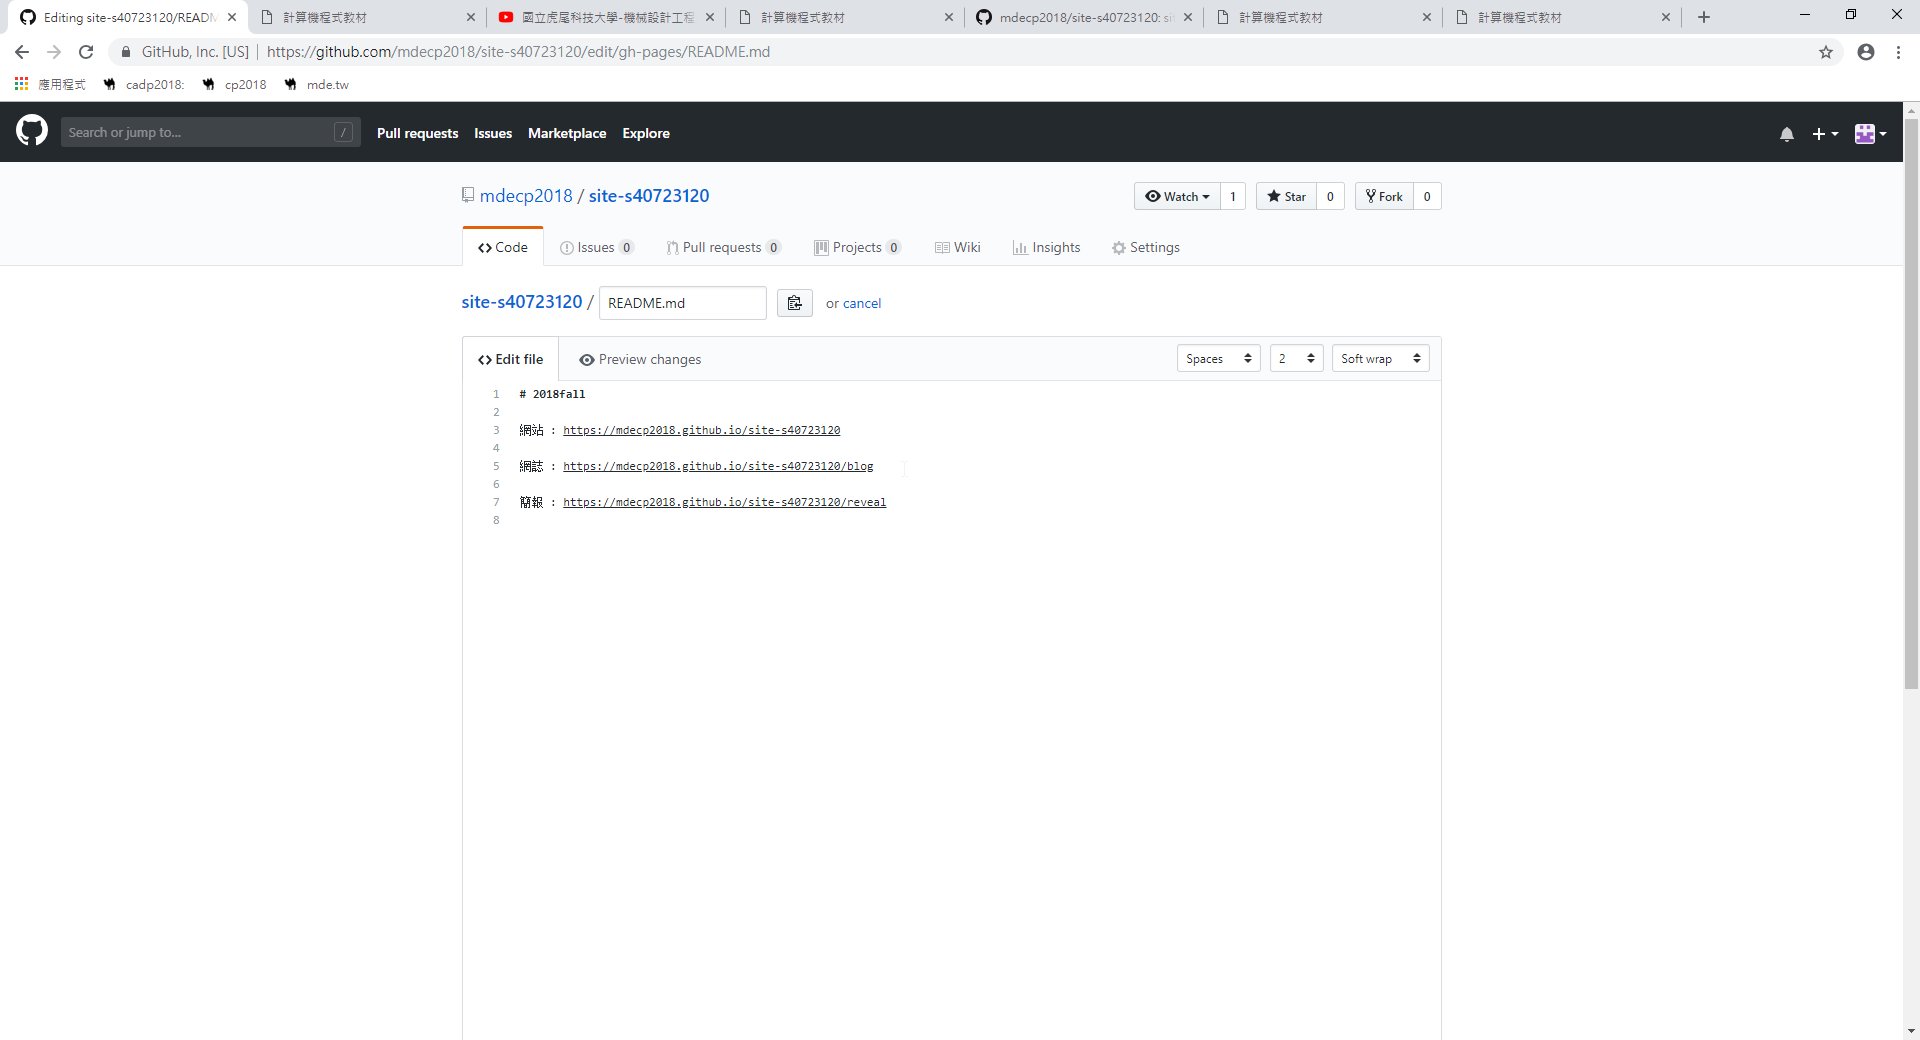 Editing site-s40723120/READM
計算機程式教材
國立虎尾科技大學-機械設計工程
計算機程式教材
mdecp2018/site-s40723120: si
計算機程式教材
計算機程式教材
GitHub, Inc. [US] | https://github.com/mdecp2018/site-s40723120/edit/gh-pages/README.md
應用程式 cadp2018: cp2018 mde.tw
Search or jump to... / Pull requests Issues Marketplace Explore
mdecp2018 / site-s40723120 Watch 1 Star 0 Fork 0
Code Issues 0 Pull requests 0 Projects 0 Wiki Insights Settings
site-s40723120 / README.md or cancel
Edit file Preview changes Spaces 2 Soft wrap
1 # 2018fall
2
3 網站 : https://mdecp2018.github.io/site-s40723120
4
5 網誌 : https://mdecp2018.github.io/site-s40723120/blog
6
7 簡報 : https://mdecp2018.github.io/site-s40723120/reveal
8